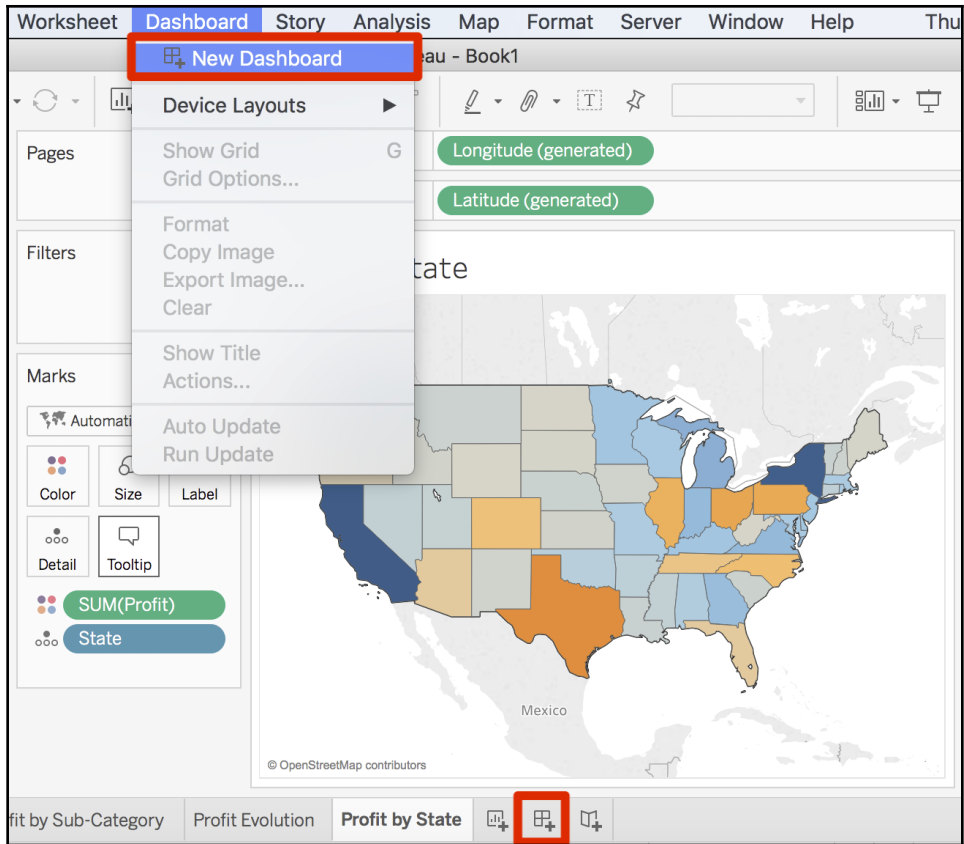 Worksheet Dashboard Story Analysis Map Format Server Window Help Thu
New Dashboard
eau - Book1
Device Layouts
T
Show Grid G
Grid Options...
Format
Copy Image
Export Image...
Clear
Show Title
Actions...
Auto Update
Run Update
Pages
Longitude (generated)
Latitude (generated)
Filters
tate
Marks
Automati
Color Size Label
Detail Tooltip
SUM(Profit)
State
Mexico
© OpenStreetMap contributors
fit by Sub-Category Profit Evolution Profit by State